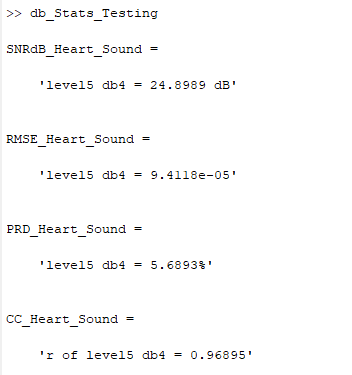 >> db_Stats_Testing
SNRdB_Heart_Sound =
'level5 db4 = 24.8989 dB'
RMSE_Heart_Sound =
'level5 db4 = 9.4118e-05'
PRD_Heart_Sound =
'level5 db4 = 5.6893%'
CC_Heart_Sound =
'r of level5 db4 = 0.96895'